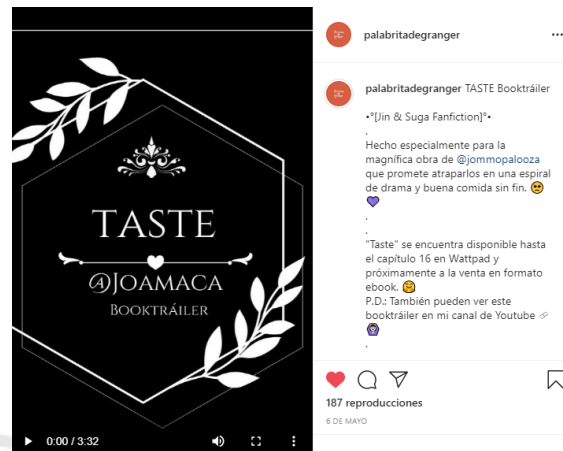 TASTE
@JOAMACA
BOOKTRÁILER
0:00 / 3:32
palabritadegranger
palabritadegranger TASTE Booktráiler
•°[Jin & Suga Fanfiction]°•
.
Hecho especialmente para la
magnífica obra de @jommopalooza
que promete atraparlos en una espiral
de drama y buena comida sin fin. 🥺
💜
.
.
"Taste" se encuentra disponible hasta
el capítulo 16 en Wattpad y
próximamente a la venta en formato
ebook. 🤗
P.D.: También pueden ver este
booktráiler en mi canal de Youtube 🔗
🙆🏻‍♀️
.
187 reproducciones
6 DE MAYO